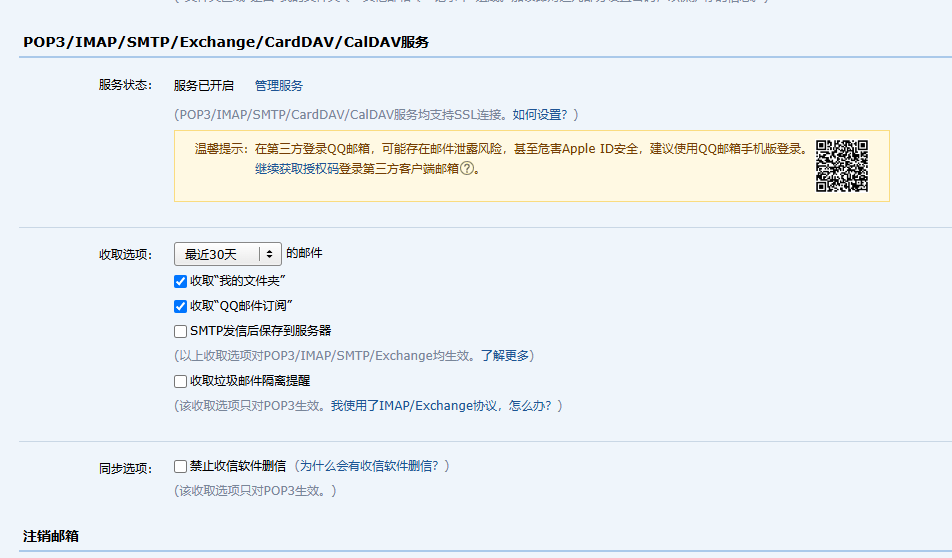 POP3/IMAP/SMTP/Exchange/CardDAV/CalDAV服务
服务状态： 服务已开启 管理服务
(POP3/IMAP/SMTP/CardDAV/CalDAV服务均支持SSL连接。如何设置？)
温馨提示：在第三方登录QQ邮箱，可能存在邮件泄露风险，甚至危害Apple ID安全，建议使用QQ邮箱手机版登录。
继续获取授权码登录第三方客户端邮箱?。
收取选项： 最近30天 的邮件
收取“我的文件夹”
收取“QQ邮件订阅”
SMTP发信后保存到服务器
(以上收取选项对POP3/IMAP/SMTP/Exchange均生效。了解更多)
收取垃圾邮件隔离提醒
(该收取选项只对POP3生效。我使用了IMAP/Exchange协议，怎么办？)
同步选项： 禁止收信软件删信 (为什么会有收信软件删信？)
(该收取选项只对POP3生效。)
注销邮箱